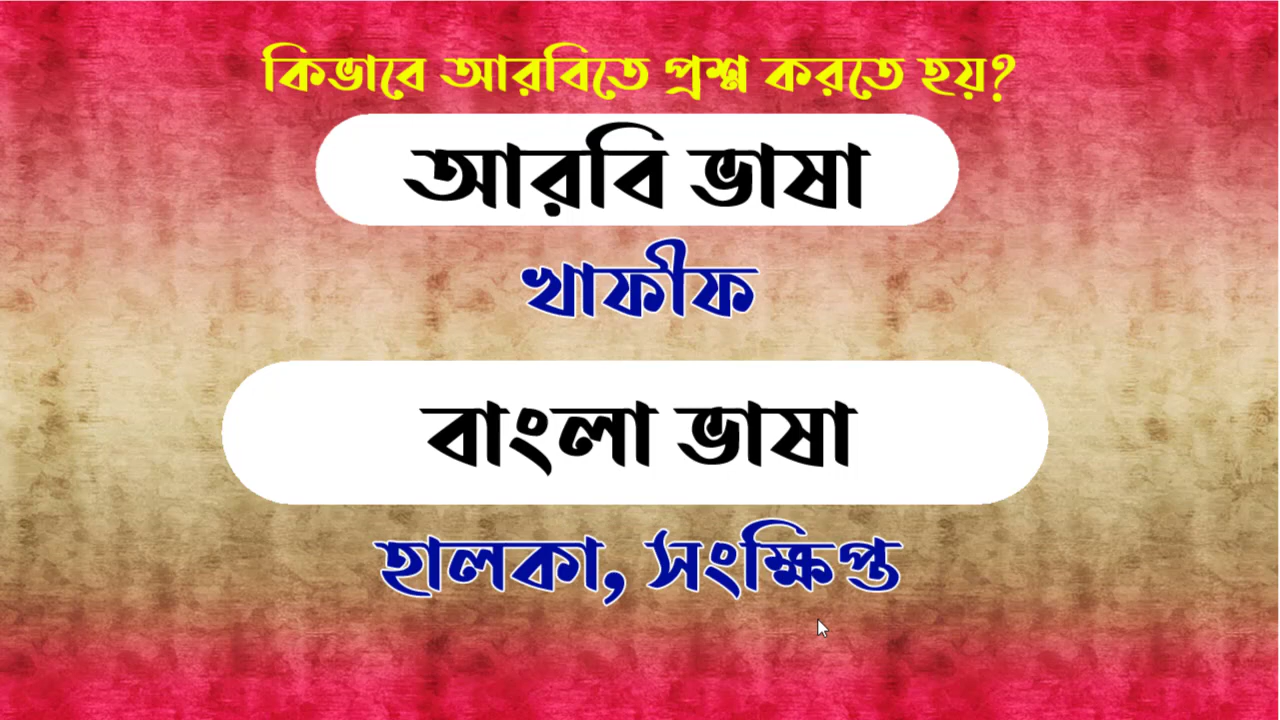 কিভাবে আরবিতে প্রশ্ন করতে হয়?
আরবি ভাষা
খাফীফ
বাংলা ভাষা
হালকা, সংক্ষিপ্ত